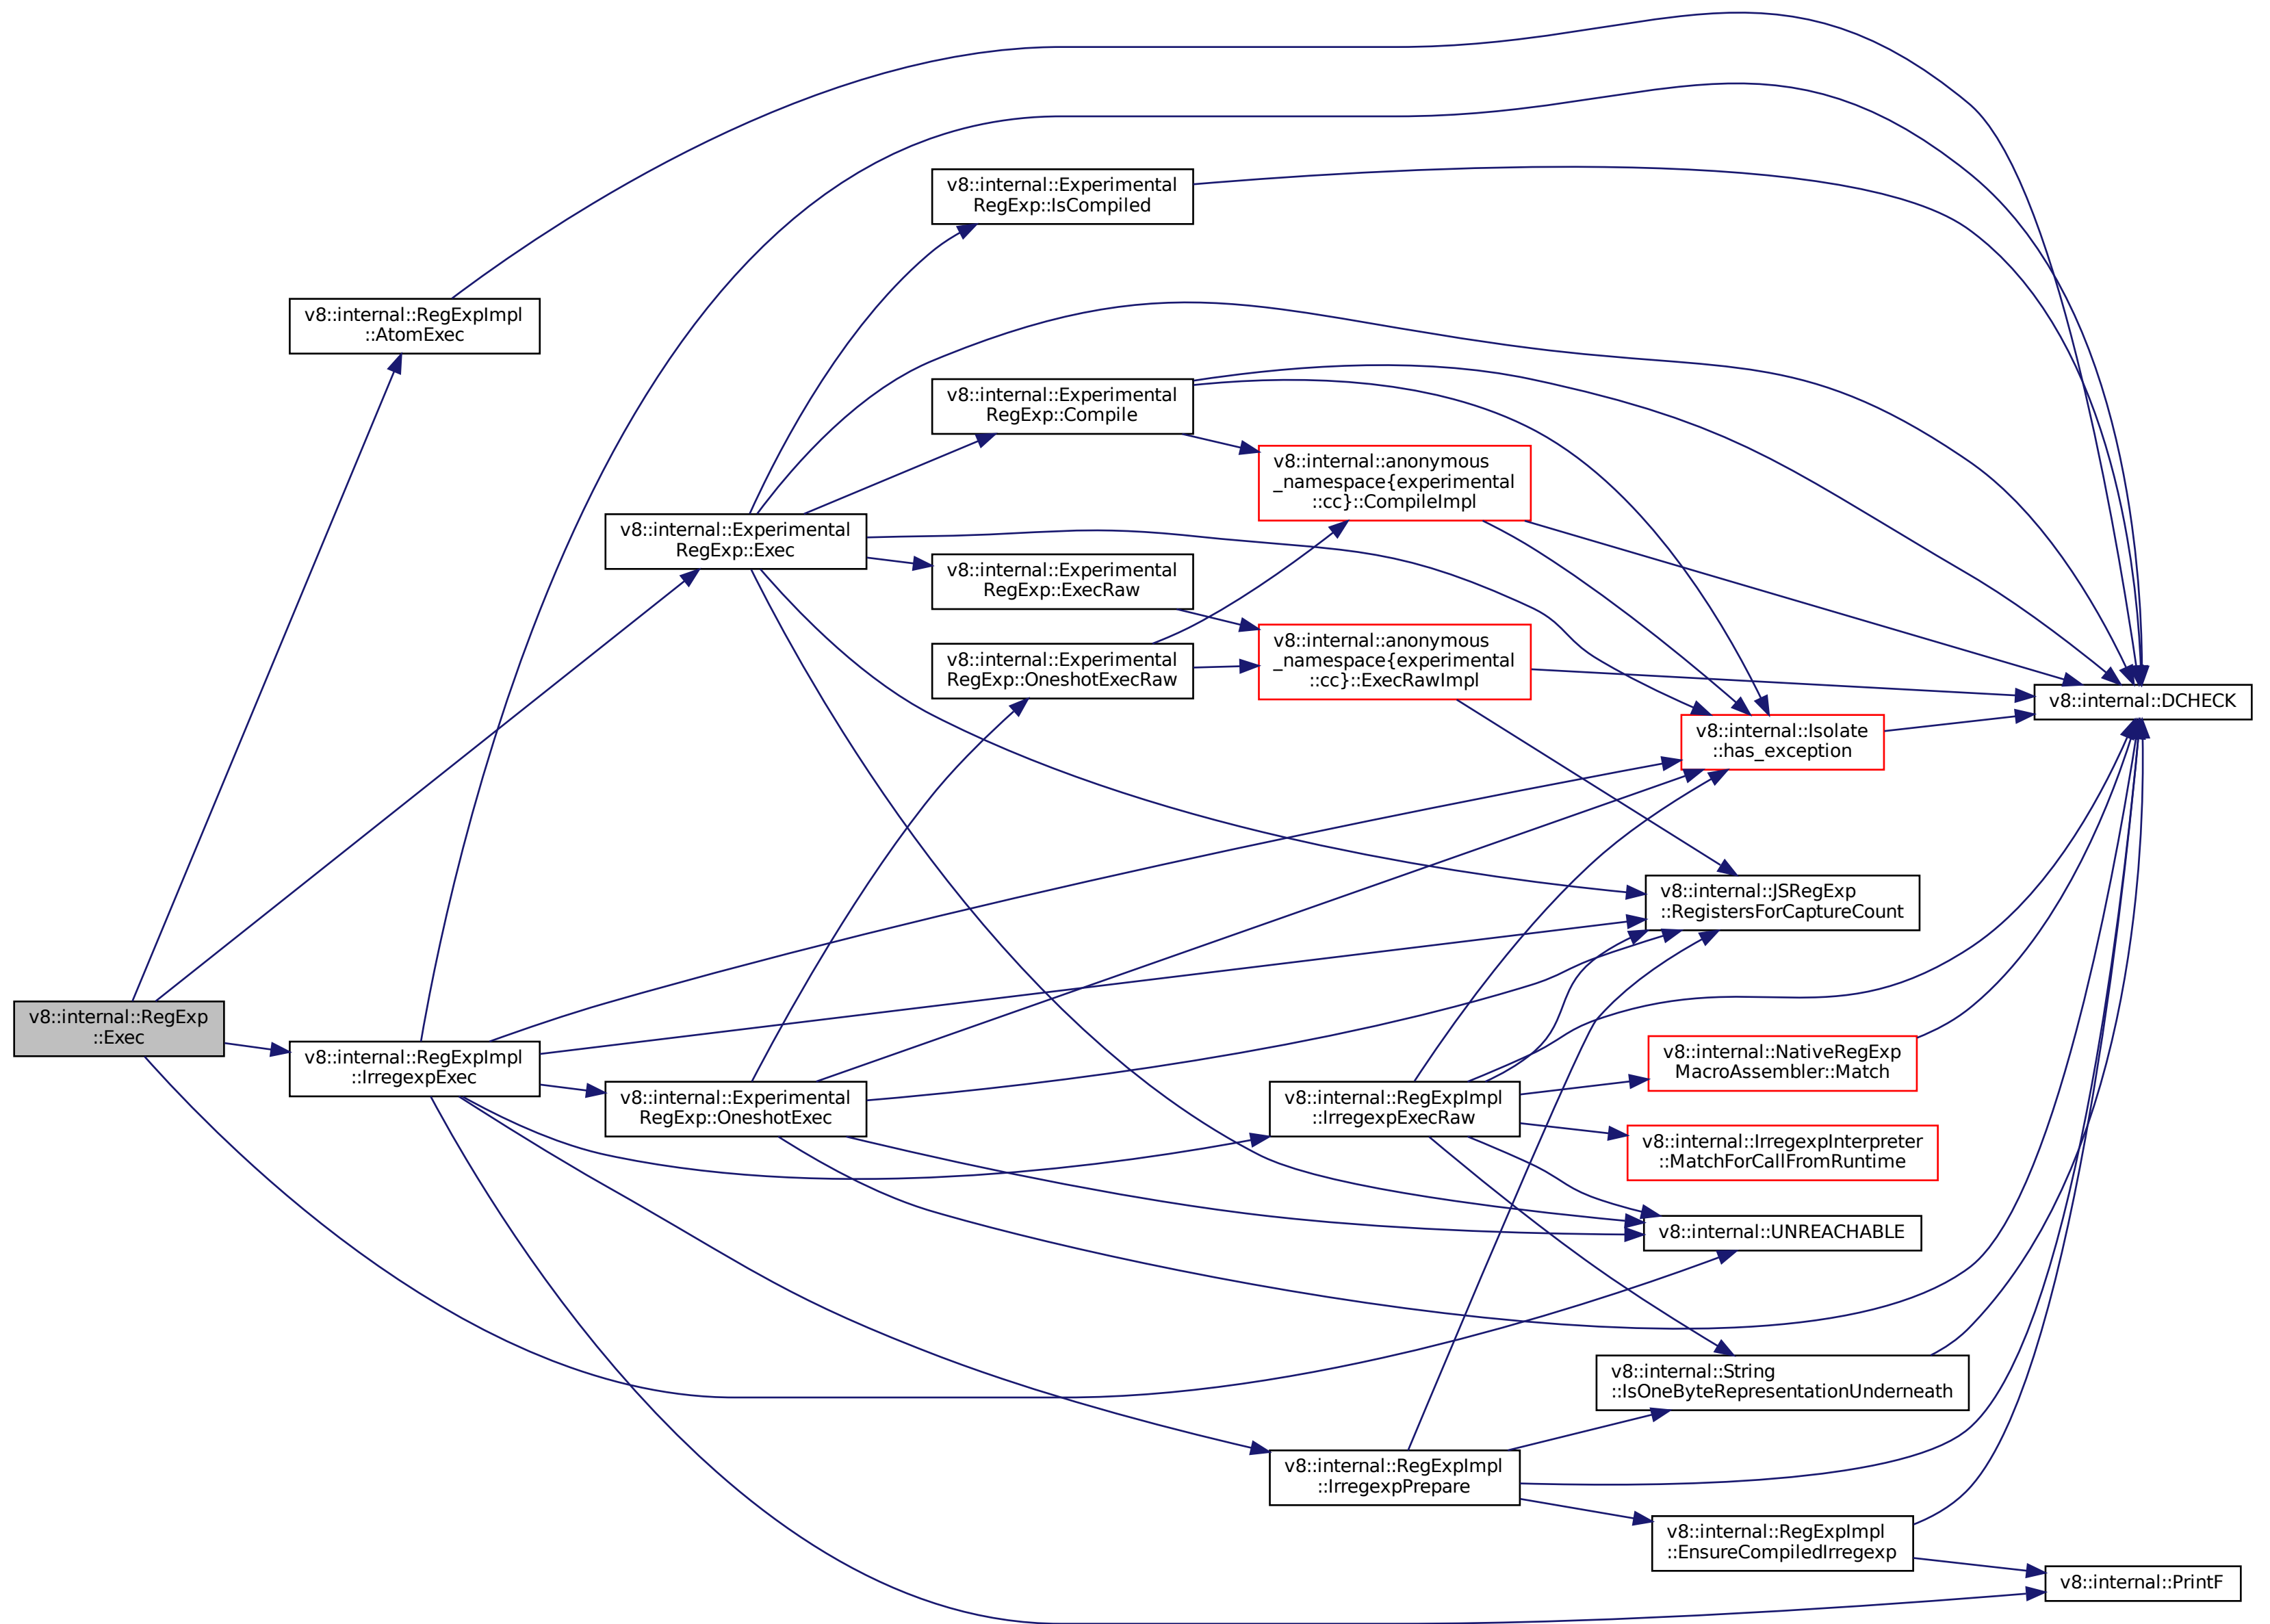 v8::internal::RegExp
::Exec
v8::internal::RegExpImpl
::AtomExec
v8::internal::RegExpImpl
::IrregexpExec
v8::internal::Experimental
RegExp::Exec
v8::internal::Experimental
RegExp::OneshotExec
v8::internal::Experimental
RegExp::IsCompiled
v8::internal::Experimental
RegExp::Compile
v8::internal::Experimental
RegExp::ExecRaw
v8::internal::Experimental
RegExp::OneshotExecRaw
v8::internal::anonymous
_namespace{experimental
::cc}::CompileImpl
v8::internal::anonymous
_namespace{experimental
::cc}::ExecRawImpl
v8::internal::RegExpImpl
::IrregexpExecRaw
v8::internal::RegExpImpl
::IrregexpPrepare
v8::internal::Isolate
::has_exception
v8::internal::JSRegExp
::RegistersForCaptureCount
v8::internal::NativeRegExp
MacroAssembler::Match
v8::internal::IrregexpInterpreter
::MatchForCallFromRuntime
v8::internal::UNREACHABLE
v8::internal::String
::IsOneByteRepresentationUnderneath
v8::internal::RegExpImpl
::EnsureCompiledIrregexp
v8::internal::DCHECK
v8::internal::PrintF